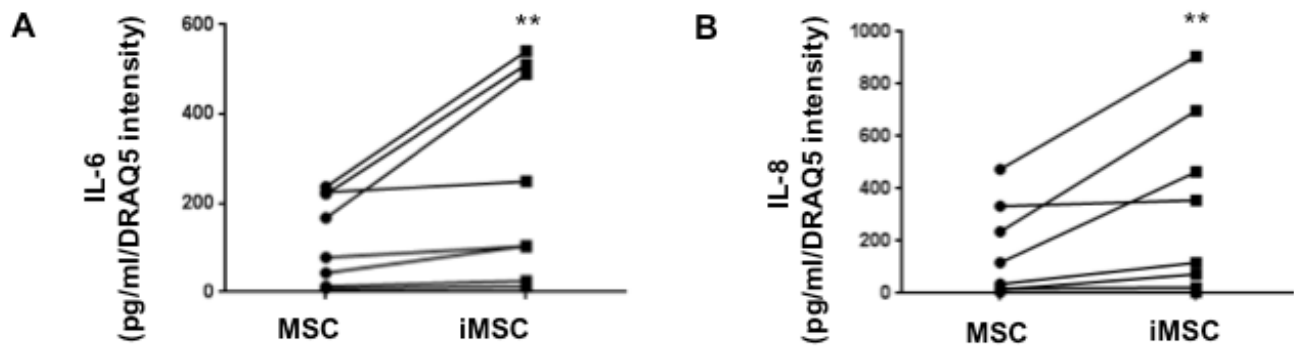 A
IL-6
(pg/ml/DRAQ5 intensity)
600
400
200
0
**
MSC
iMSC
B
IL-8
(pg/ml/DRAQ5 intensity)
1000
800
600
400
200
0
**
MSC
iMSC